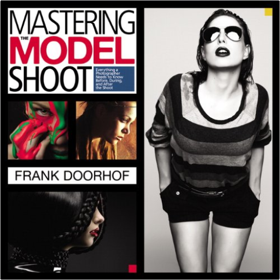 MASTERING
THE
MODEL
SHOOT
Everything a
Photographer
Needs to Know
Before, During,
and After
the Shoot
FRANK DOORHOF